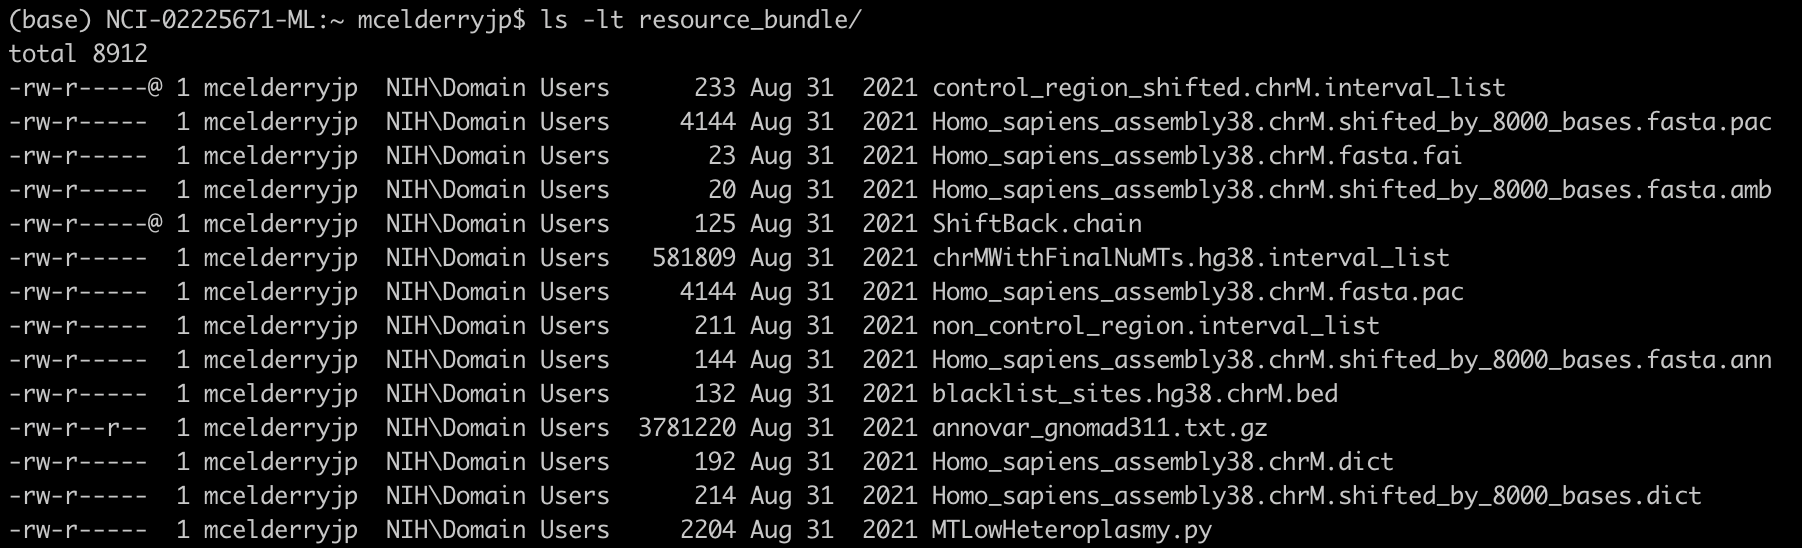 (base) NCI-02225671-ML:~ mcelderryjp$ ls -lt resource_bundle/
total 8912
-rw-r-----@ 1 mcelderryjp  NIH\Domain Users      233 Aug 31  2021 control_region_shifted.chrM.interval_list
-rw-r-----  1 mcelderryjp  NIH\Domain Users     4144 Aug 31  2021 Homo_sapiens_assembly38.chrM.shifted_by_8000_bases.fasta.pac
-rw-r-----  1 mcelderryjp  NIH\Domain Users       23 Aug 31  2021 Homo_sapiens_assembly38.chrM.fasta.fai
-rw-r-----  1 mcelderryjp  NIH\Domain Users       20 Aug 31  2021 Homo_sapiens_assembly38.chrM.shifted_by_8000_bases.fasta.amb
-rw-r-----@ 1 mcelderryjp  NIH\Domain Users      125 Aug 31  2021 ShiftBack.chain
-rw-r-----  1 mcelderryjp  NIH\Domain Users   581809 Aug 31  2021 chrMWithFinalNuMTs.hg38.interval_list
-rw-r-----  1 mcelderryjp  NIH\Domain Users     4144 Aug 31  2021 Homo_sapiens_assembly38.chrM.fasta.pac
-rw-r-----  1 mcelderryjp  NIH\Domain Users      211 Aug 31  2021 non_control_region.interval_list
-rw-r-----  1 mcelderryjp  NIH\Domain Users      144 Aug 31  2021 Homo_sapiens_assembly38.chrM.shifted_by_8000_bases.fasta.ann
-rw-r-----  1 mcelderryjp  NIH\Domain Users      132 Aug 31  2021 blacklist_sites.hg38.chrM.bed
-rw-r--r--  1 mcelderryjp  NIH\Domain Users  3781220 Aug 31  2021 annovar_gnomad311.txt.gz
-rw-r-----  1 mcelderryjp  NIH\Domain Users      192 Aug 31  2021 Homo_sapiens_assembly38.chrM.dict
-rw-r-----  1 mcelderryjp  NIH\Domain Users      214 Aug 31  2021 Homo_sapiens_assembly38.chrM.shifted_by_8000_bases.dict
-rw-r-----  1 mcelderryjp  NIH\Domain Users     2204 Aug 31  2021 MTLowHeteroplasmy.py